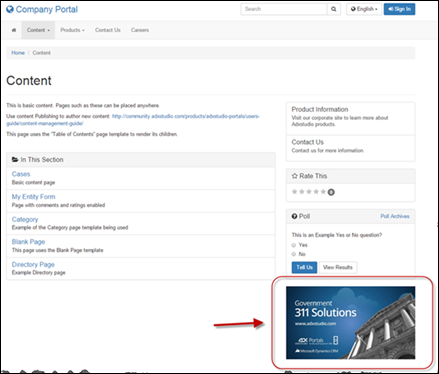 Company Portal
Search
English
Sign In
Content
Products
Contact Us
Careers
Home / Content
Content
This is basic content. Pages such as these can be placed anywhere.
Use content Publishing to author new content: http://community.adxstudio.com/products/adxstudio-portals/users-
guide/content-management-guide/
This page uses the "Table of Contents" page template to render its children.
In This Section
Cases
Basic content page
My Entity Form
Page with comments and ratings enabled
Category
Example of the Category page template being used
Blank Page
This page uses the Blank Page template
Directory Page
Example Directory page
Product Information
Visit our corporate site to learn more about
Adxstudio products.
Contact Us
Contact us for more information.
Rate This
0
Poll
Poll Archives
This is an Example Yes or No question?
Yes
No
Tell Us
View Results
Government
311 Solutions
www.adxstudio.com
ADX Portals
Microsoft Dynamics CRM